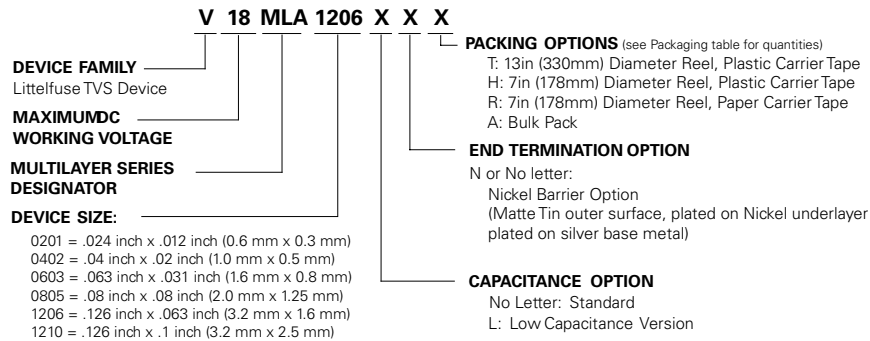 V 18 MLA 1206 X X X
DEVICE FAMILY
Littelfuse TVS Device
MAXIMUMDC
WORKING VOLTAGE
MULTILAYER SERIES
DESIGNATOR
DEVICE SIZE:
0201 = .024 inch x .012 inch (0.6 mm x 0.3 mm)
0402 = .04 inch x .02 inch (1.0 mm x 0.5 mm)
0603 = .063 inch x .031 inch (1.6 mm x 0.8 mm)
0805 = .08 inch x .08 inch (2.0 mm x 1.25 mm)
1206 = .126 inch x .063 inch (3.2 mm x 1.6 mm)
1210 = .126 inch x .1 inch (3.2 mm x 2.5 mm)
PACKING OPTIONS (see Packaging table for quantities)
T: 13in (330mm) Diameter Reel, Plastic Carrier Tape
H: 7in (178mm) Diameter Reel, Plastic Carrier Tape
R: 7in (178mm) Diameter Reel, Paper Carrier Tape
A: Bulk Pack
END TERMINATION OPTION
N or No letter:
Nickel Barrier Option
(Matte Tin outer surface, plated on Nickel underlayer
plated on silver base metal)
CAPACITANCE OPTION
No Letter: Standard
L: Low Capacitance Version